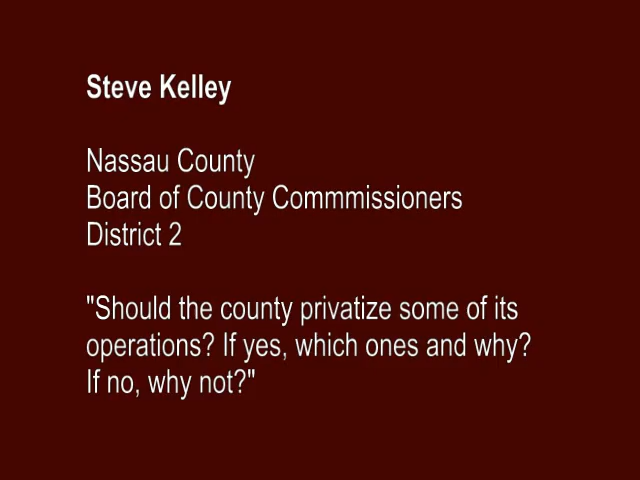 Steve Kelley
Nassau County
Board of County Commmissioners
District 2
"Should the county privatize some of its
operations? If yes, which ones and why?
If no, why not?"